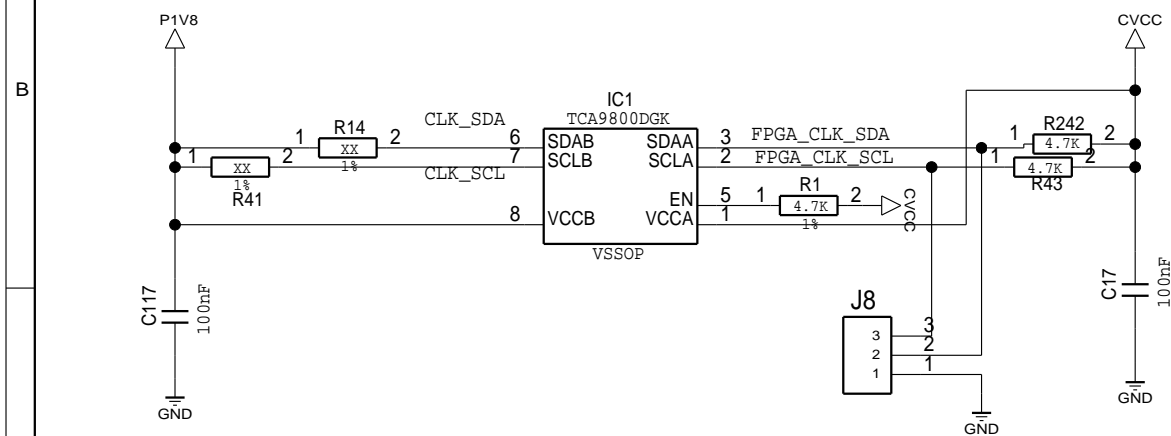 P1V8
CVCC
B
IC1
TCA9800DGK
CLK_SDA
R14
1 XX 2
1%
6 SDAB
SDAA 3
FPGA_CLK_SDA
R242
1 4.7K 2
1 XX 2
1%
R41
CLK_SCL
7 SCLB
SCLA 2
FPGA_CLK_SCL
1 4.7K 2
R43
EN 5
R1
1 4.7K 2
1%
CVCC
8 VCCB
VCCA 1
VSSOP
C117
100nF
C17
100nF
J8
3 3
2 2
1 1
GND
GND
GND